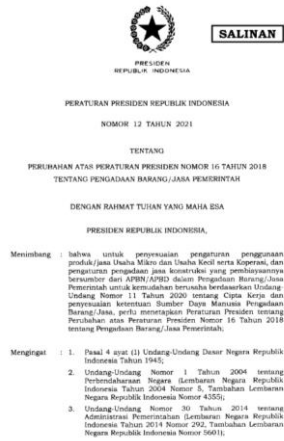 SALINAN
PRESIDEN
REPUBLIK INDONESIA
PERATURAN PRESIDEN REPUBLIK INDONESIA
NOMOR 12 TAHUN 2021
TENTANG
PERUBAHAN ATAS PERATURAN PRESIDEN NOMOR 16 TAHUN 2018
TENTANG PENGADAAN BARANG/JASA PEMERINTAH
DENGAN RAHMAT TUHAN YANG MAHA ESA
PRESIDEN REPUBLIK INDONESIA,
Menimbang : bahwa untuk penyesuaian pengaturan penggunaan
produk/jasa Usaha Mikro dan Usaha Kecil serta Koperasi, dan
pengaturan pengadaan jasa konstruksi yang pembiayaannya
bersumber dari APBN/APBD dalam Pengadaan Barang/Jasa
Pemerintah untuk kemudahan berusaha berdasarkan Undang-
Undang Nomor 11 Tahun 2020 tentang Cipta Kerja dan
penyesuaian ketentuan Sumber Daya Manusia Pengadaan
Barang/Jasa, perlu menetapkan Peraturan Presiden tentang
Perubahan atas Peraturan Presiden Nomor 16 Tahun 2018
tentang Pengadaan Barang/Jasa Pemerintah;
Mengingat : 1. Pasal 4 ayat (1) Undang-Undang Dasar Negara Republik
Indonesia Tahun 1945;
2. Undang-Undang Nomor 1 Tahun 2004 tentang
Perbendaharaan Negara (Lembaran Negara Republik
Indonesia Tahun 2004 Nomor 5, Tambahan Lembaran
Negara Republik Indonesia Nomor 4355);
3. Undang-Undang Nomor 30 Tahun 2014 tentang
Administrasi Pemerintahan (Lembaran Negara Republik
Indonesia Tahun 2014 Nomor 292, Tambahan Lembaran
Negara Republik Indonesia Nomor 5601);